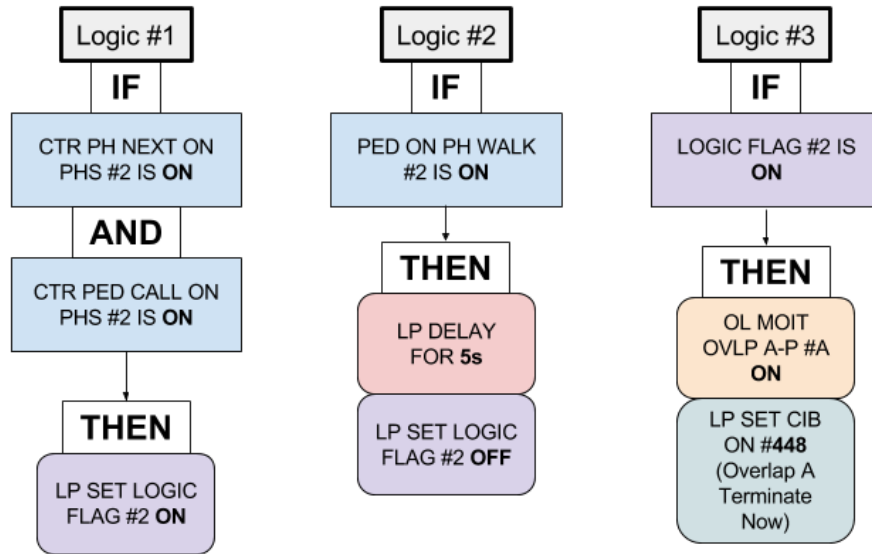 Logic #1
IF
CTR PH NEXT ON
PHS #2 IS ON
AND
CTR PED CALL ON
PHS #2 IS ON
THEN
LP SET LOGIC
FLAG #2 ON
Logic #2
IF
PED ON PH WALK
#2 IS ON
THEN
LP DELAY
FOR 5s
LP SET LOGIC
FLAG #2 OFF
Logic #3
IF
LOGIC FLAG #2 IS
ON
THEN
OL MOIT
OVLP A-P #A
ON
LP SET CIB
ON #448
(Overlap A
Terminate
Now)